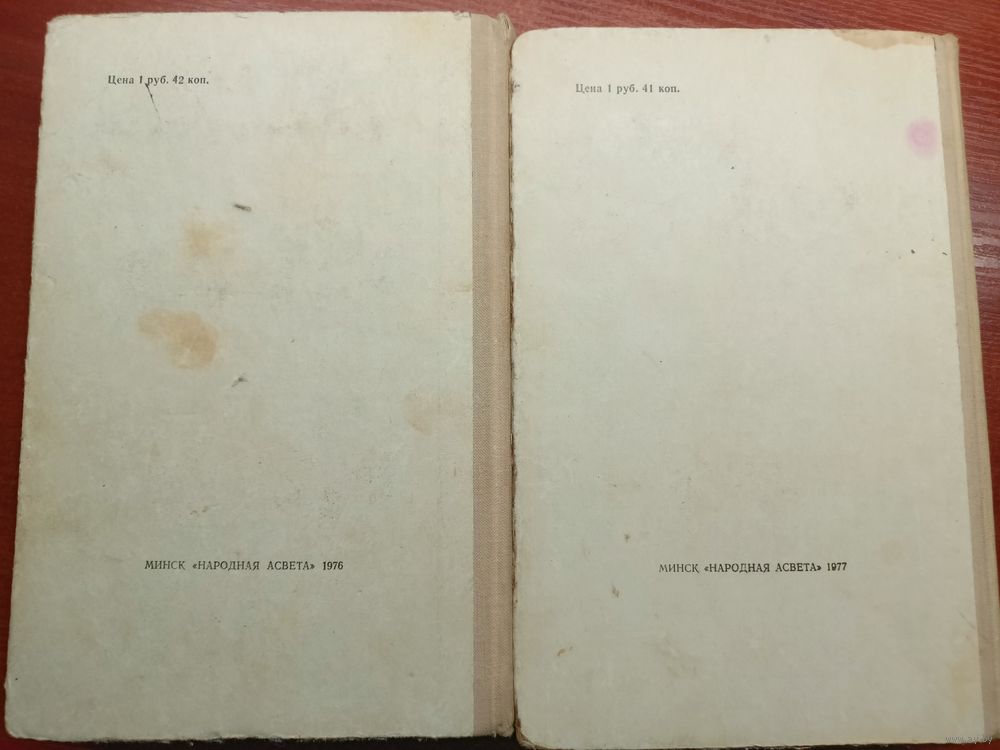 Цена 1 руб. 42 коп.
МИНСК «НАРОДНАЯ АСВЕТА» 1976
Цена 1 руб. 41 коп.
МИНСК «НАРОДНАЯ АСВЕТА» 1977